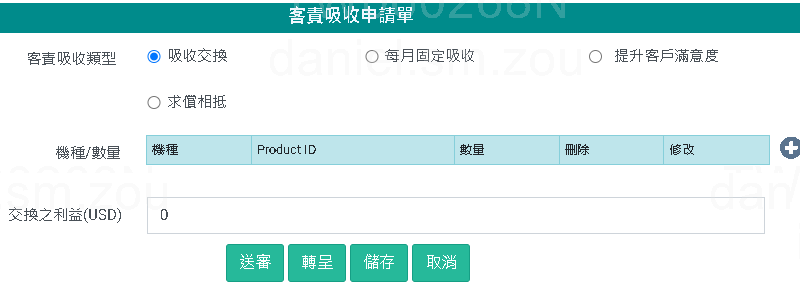 客責吸收申請單
客責吸收類型 吸收交換 每月固定吸收 提升客戶滿意度
求償相抵
機種/數量 機種 Product ID 數量 刪除 修改
交換之利益(USD) 0
送審 轉呈 儲存 取消